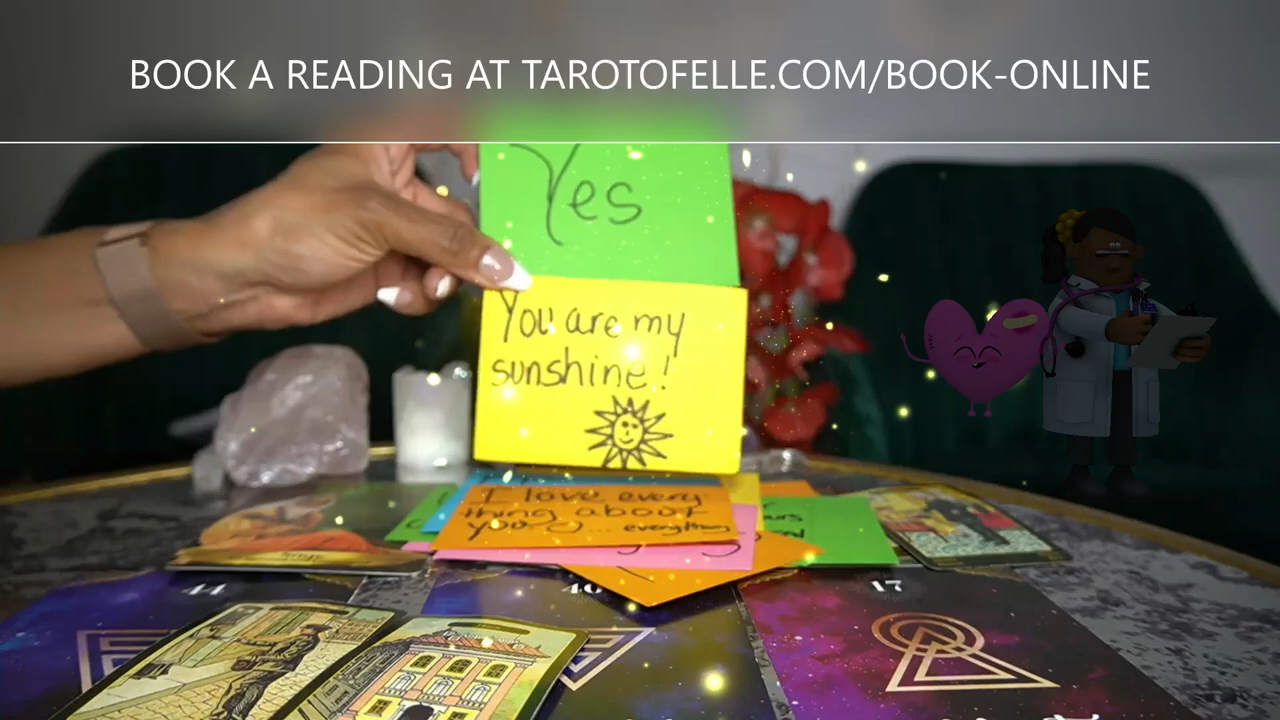 BOOK A READING AT TAROTOFELLE.COM/BOOK-ONLINE
Yes
You are my
sunshine!
I love every
thing about
you ... everything
44
46
17